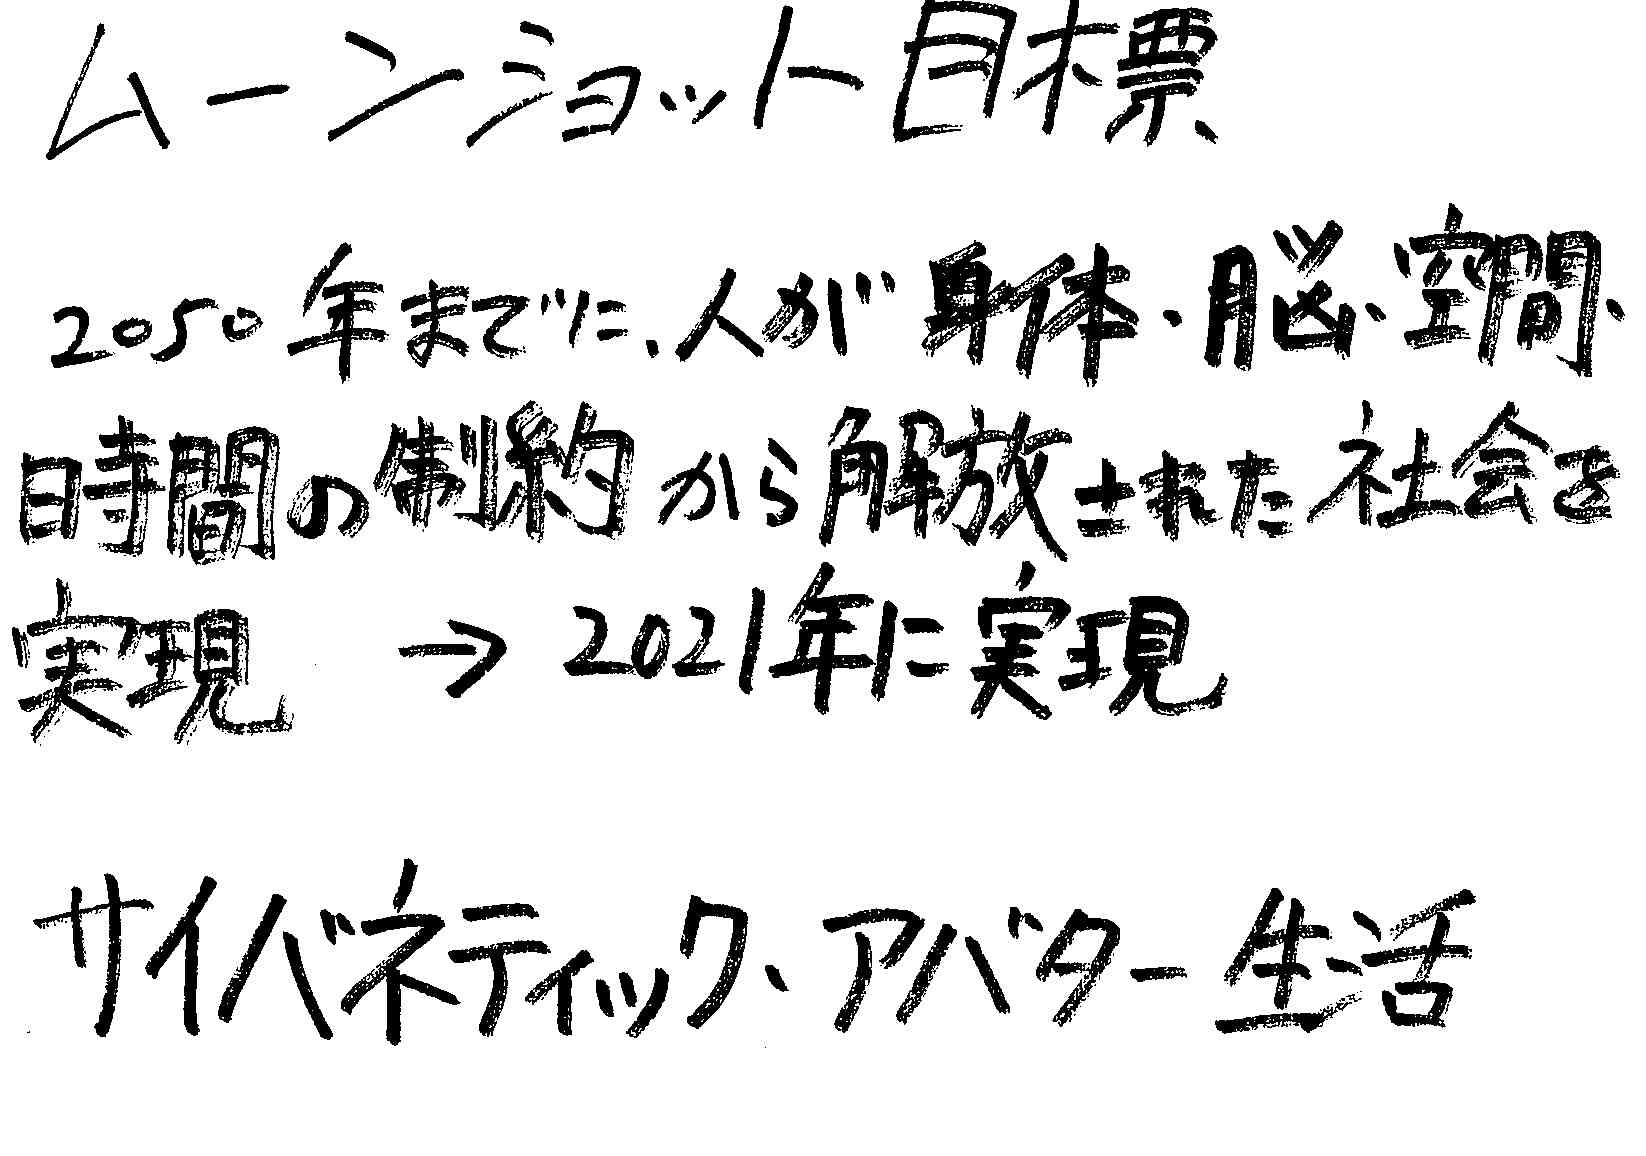 ムーンショット目標
2050年までに、人が身体・脳・空間・
時間の制約から解放された社会を
実現 → 2021年に実現
サイバネティック・アバター生活